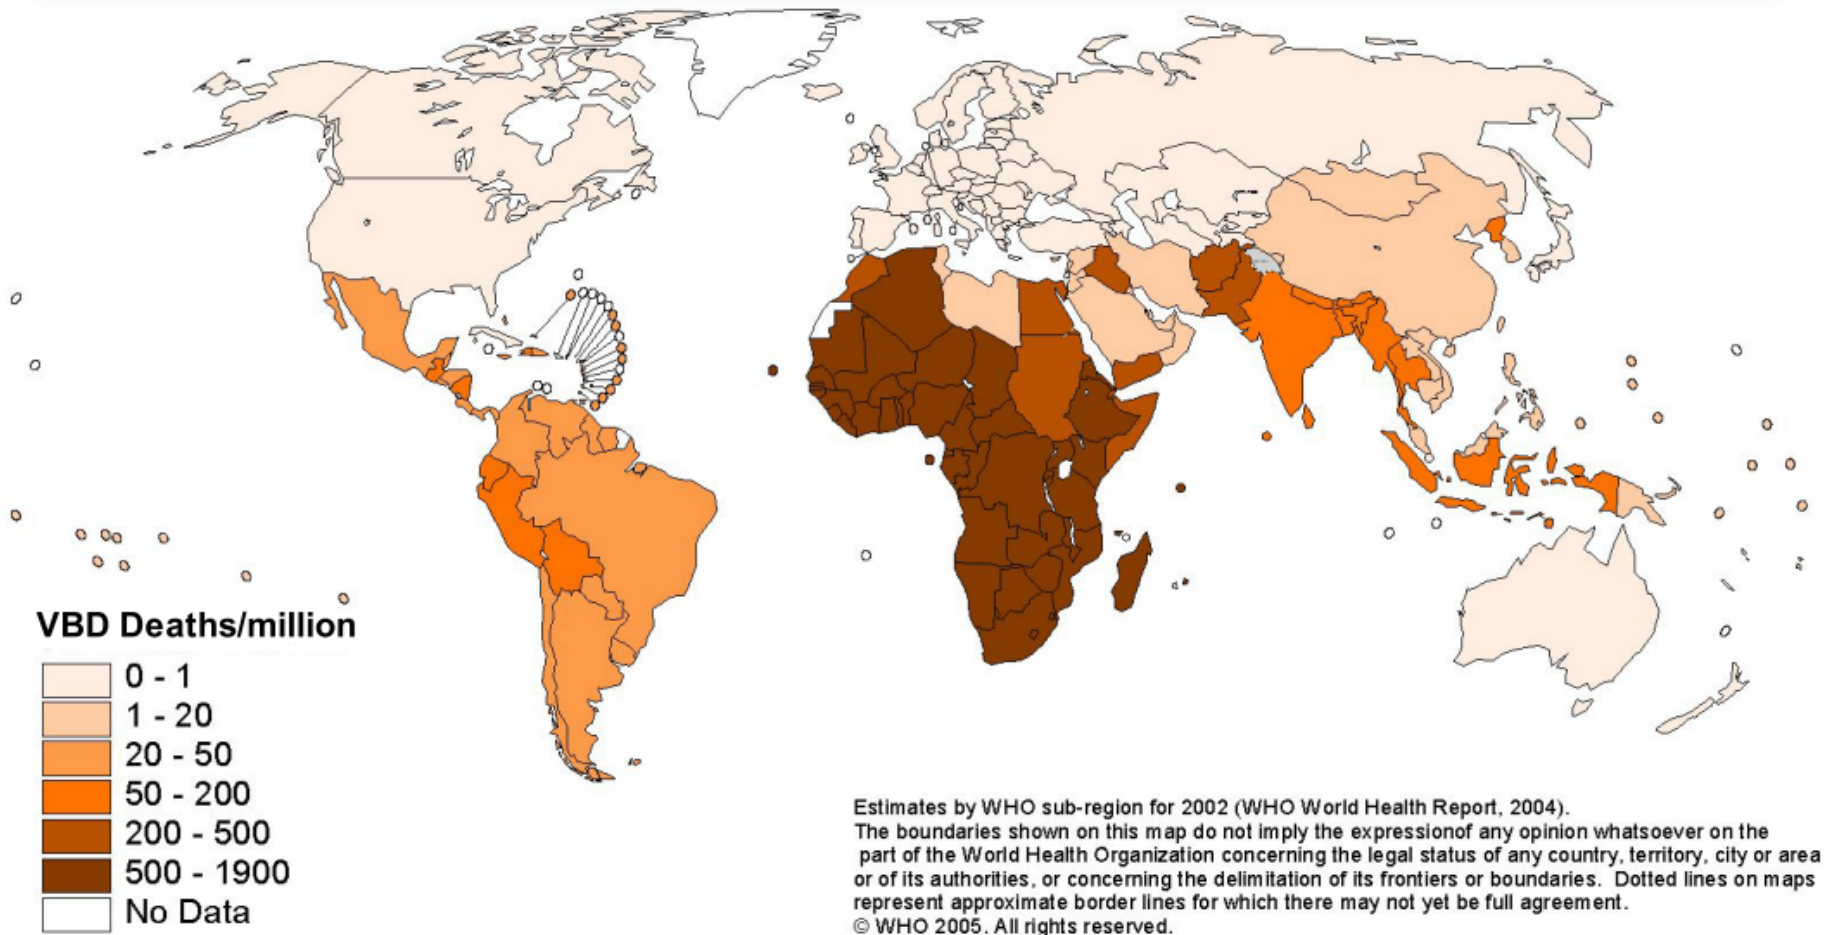 VBD Deaths/million
0 - 1
1 - 20
20 - 50
50 - 200
200 - 500
500 - 1900
No Data
Estimates by WHO sub-region for 2002 (WHO World Health Report, 2004).
The boundaries shown on this map do not imply the expressionof any opinion whatsoever on the
part of the World Health Organization concerning the legal status of any country, territory, city or area
or of its authorities, or concerning the delimitation of its frontiers or boundaries. Dotted lines on maps
represent approximate border lines for which there may not yet be full agreement.
© WHO 2005. All rights reserved.